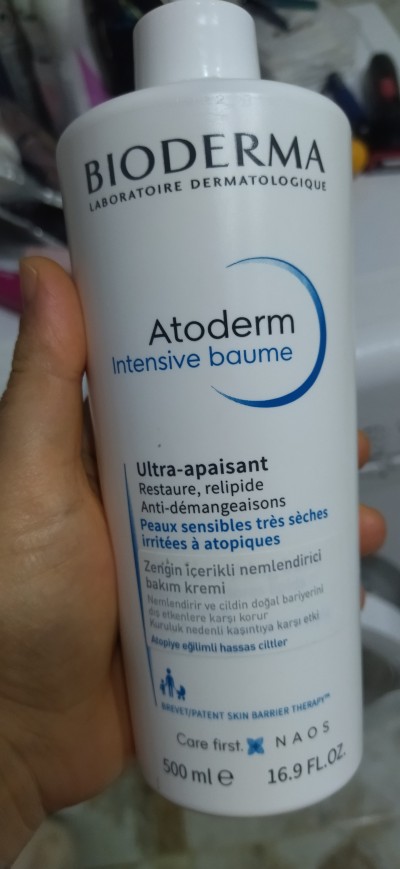 BIODERMA
LABORATOIRE DERMATOLOGIQUE
Atoderm
Intensive baume
Ultra-apaisant
Restaure, relipide
Anti-démangeaisons
Peaux sensibles très sèches
irritées à atopiques
Zengin içerikli nemlendirici
bakım kremi
Nemlendirir ve cildin doğal bariyerini
dış etkenlere karşı korur
Kuruluk nedenli kaşıntıya karşı etki
Atopiye eğilimli hassas ciltler
BREVET/PATENT SKIN BARRIER THERAPY™
Care first. NAOS
500 ml ℮ 16.9 FL.OZ.